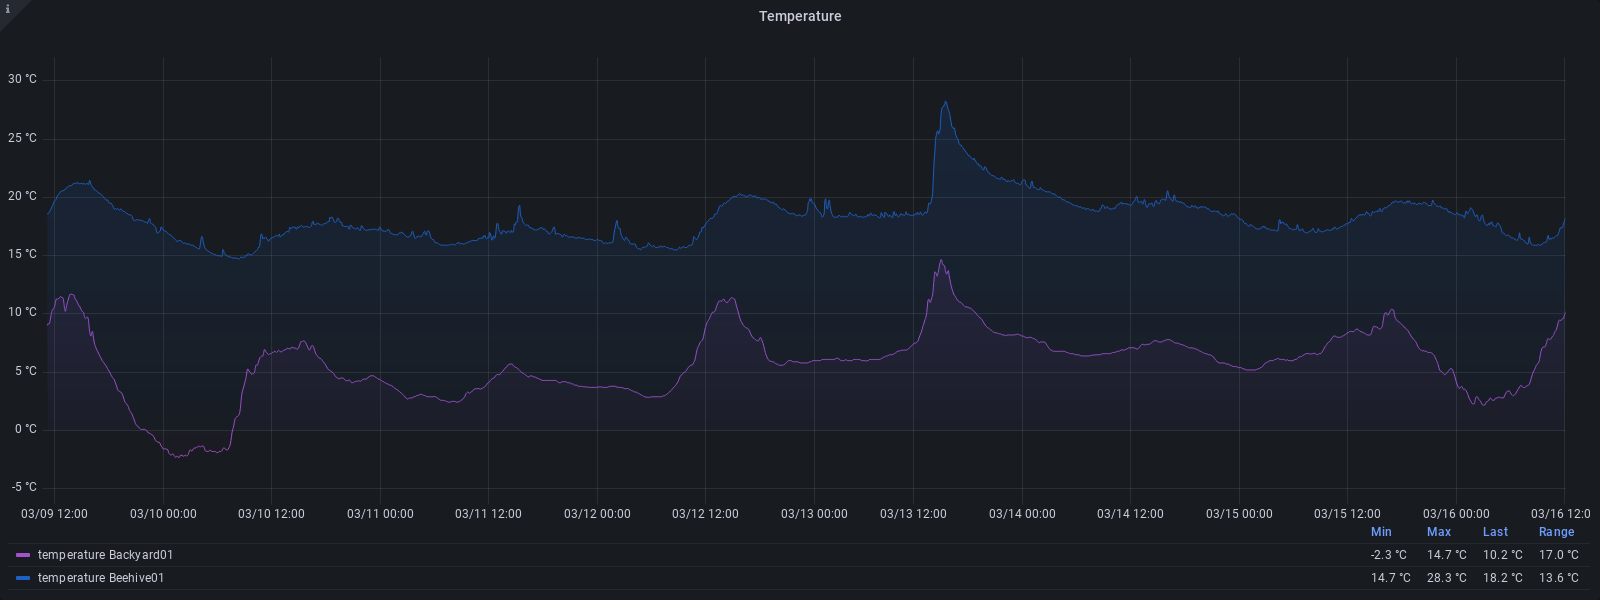 i
Temperature
30 °C
25 °C
20 °C
15 °C
10 °C
5 °C
0 °C
-5 °C
03/09 12:00 03/10 00:00 03/10 12:00 03/11 00:00 03/11 12:00 03/12 00:00 03/12 12:00 03/13 00:00 03/13 12:00 03/14 00:00 03/14 12:00 03/15 00:00 03/15 12:00 03/16 00:00 03/16 12:0
Min Max Last Range
temperature Backyard01 -2.3 °C 14.7 °C 10.2 °C 17.0 °C
temperature Beehive01 14.7 °C 28.3 °C 18.2 °C 13.6 °C